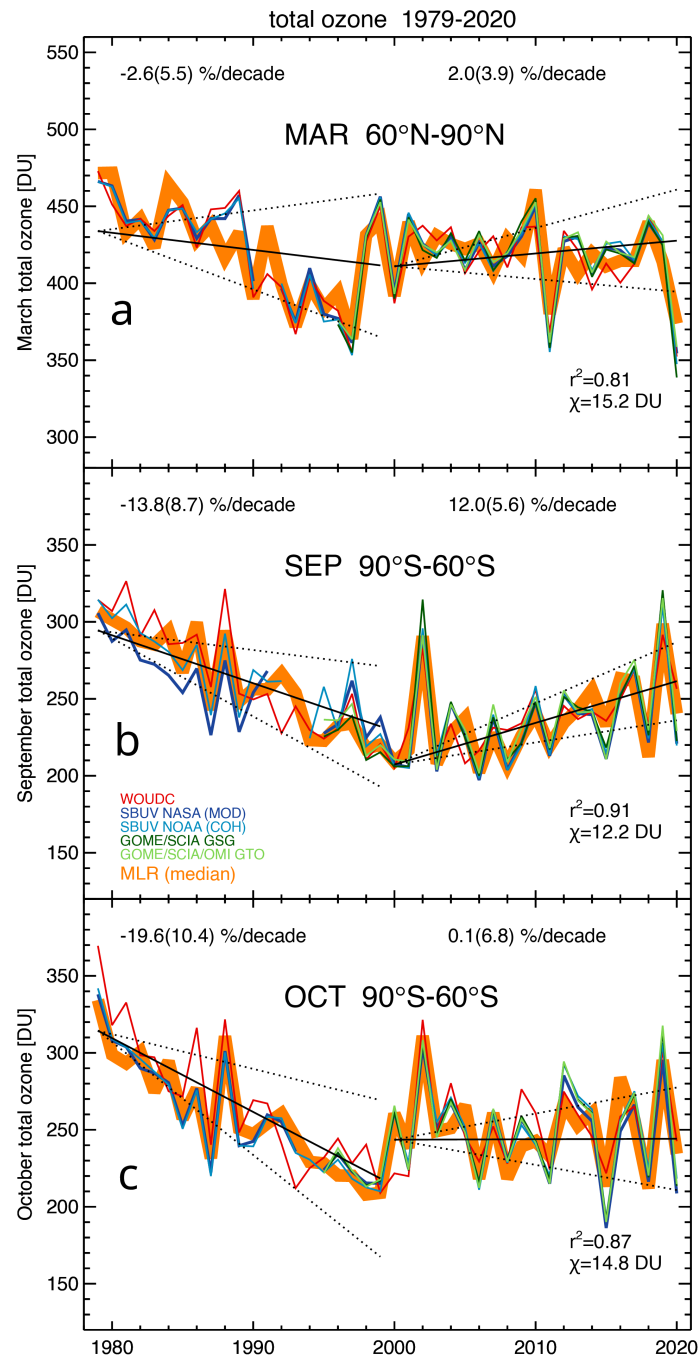 total ozone 1979-2020
550
500
450
400
350
300
March total ozone [DU]
-2.6(5.5) %/decade
2.0(3.9) %/decade
MAR 60°N-90°N
a
r²=0.81
χ=15.2 DU
350
300
250
200
150
September total ozone [DU]
-13.8(8.7) %/decade
12.0(5.6) %/decade
SEP 90°S-60°S
b
WOUDC
SBUV NASA (MOD)
SBUV NOAA (COH)
GOME/SCIA GSG
GOME/SCIA/OMI GTO
MLR (median)
r²=0.91
χ=12.2 DU
350
300
250
200
150
October total ozone [DU]
-19.6(10.4) %/decade
0.1(6.8) %/decade
OCT 90°S-60°S
c
r²=0.87
χ=14.8 DU
1980 1990 2000 2010 2020